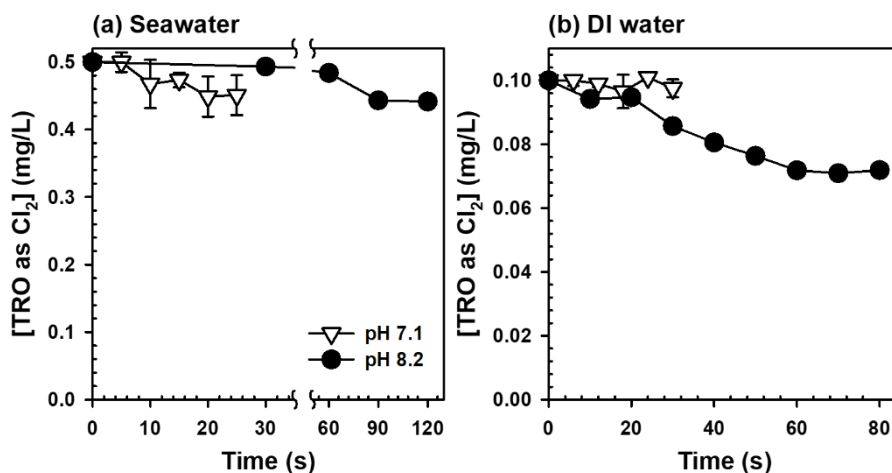 (a) Seawater
[TRO as Cl₂] (mg/L)
0.5
0.4
0.3
0.2
0.1
0.0
pH 7.1
pH 8.2
0 10 20 30 60 90 120
Time (s)
(b) DI water
[TRO as Cl₂] (mg/L)
0.10
0.08
0.06
0.04
0.02
0.00
0 20 40 60 80
Time (s)